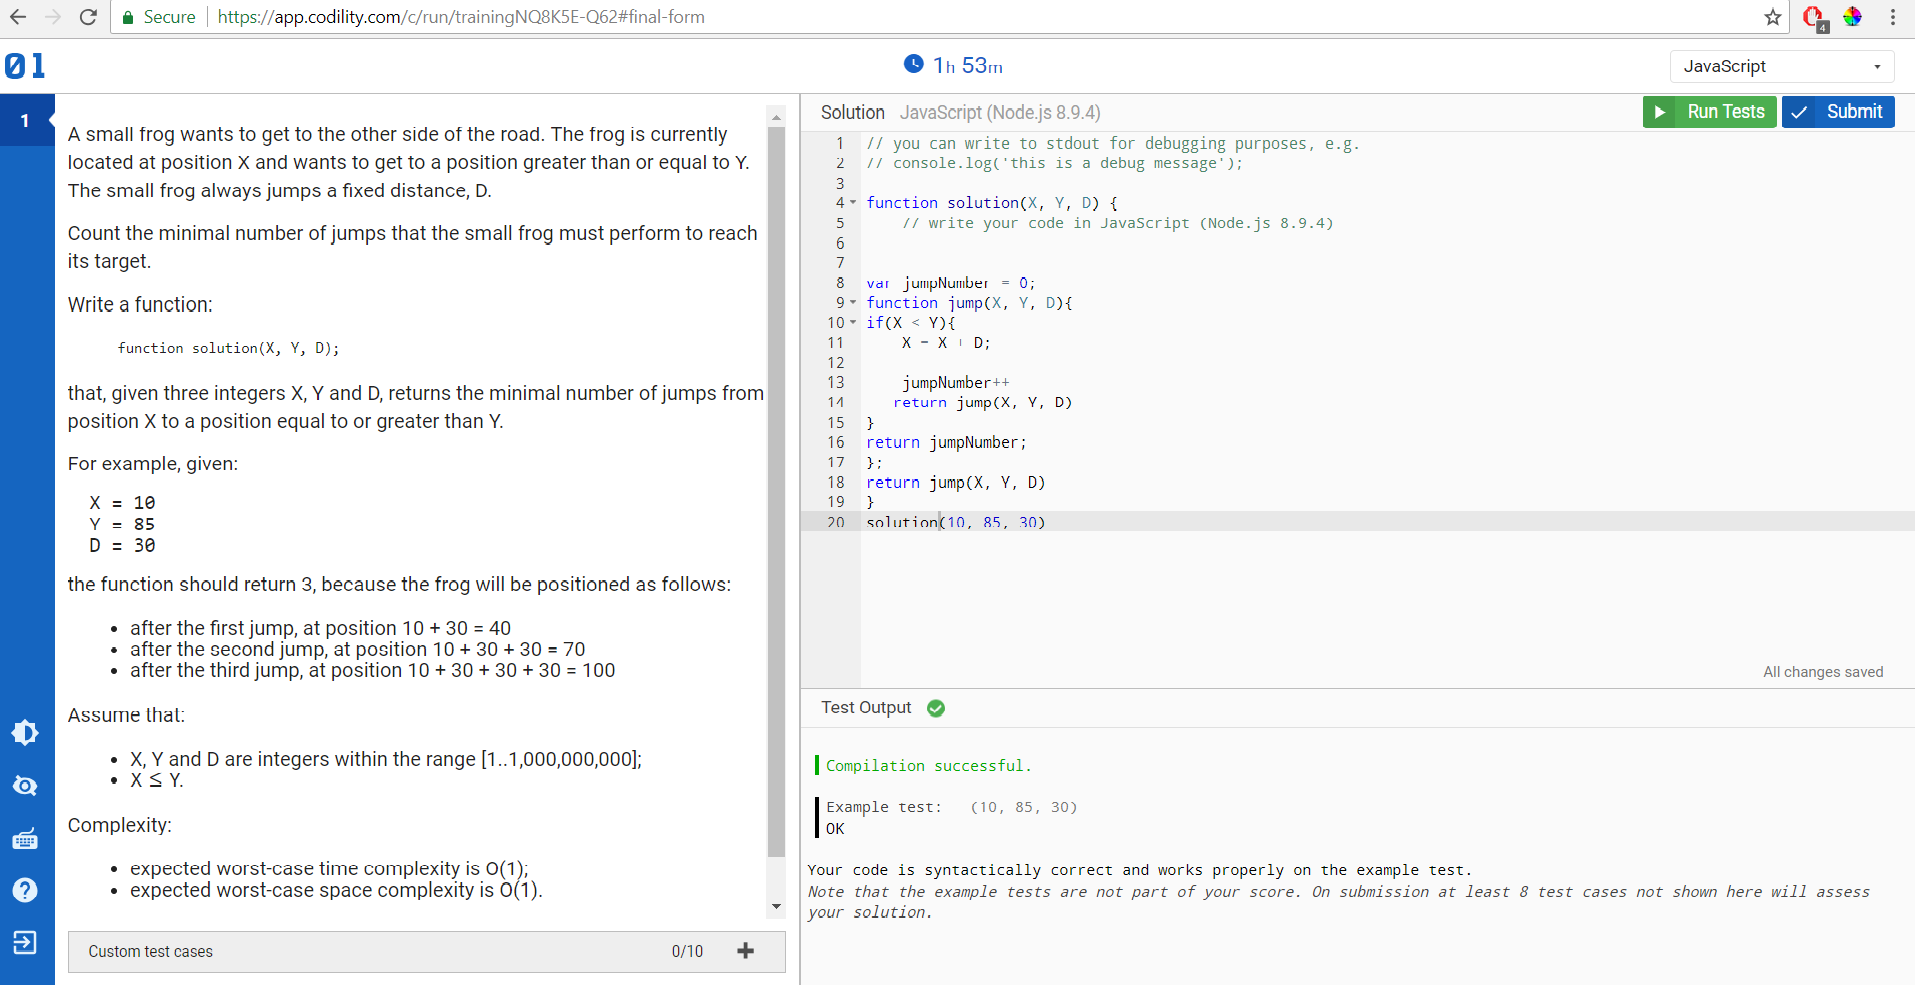 Secure https://app.codility.com/c/run/trainingNQ8K5E-Q62#final-form
4
01
1h 53m
JavaScript
1
A small frog wants to get to the other side of the road. The frog is currently
located at position X and wants to get to a position greater than or equal to Y.
The small frog always jumps a fixed distance, D.
Count the minimal number of jumps that the small frog must perform to reach
its target.
Write a function:
function solution(X, Y, D);
that, given three integers X, Y and D, returns the minimal number of jumps from
position X to a position equal to or greater than Y.
For example, given:
X = 10
Y = 85
D = 30
the function should return 3, because the frog will be positioned as follows:
• after the first jump, at position 10 + 30 = 40
• after the second jump, at position 10 + 30 + 30 = 70
• after the third jump, at position 10 + 30 + 30 + 30 = 100
Assume that:
• X, Y and D are integers within the range [1..1,000,000,000];
• X ≤ Y.
Complexity:
• expected worst-case time complexity is O(1);
• expected worst-case space complexity is O(1).
Custom test cases 0/10 +
Solution JavaScript (Node.js 8.9.4)
Run Tests
Submit
1 // you can write to stdout for debugging purposes, e.g.
2 // console.log('this is a debug message');
3
4 function solution(X, Y, D) {
5 // write your code in JavaScript (Node.js 8.9.4)
6
7
8 var jumpNumber = 0;
9 function jump(X, Y, D){
10 if(X < Y){
11 X = X + D;
12
13 jumpNumber++
14 return jump(X, Y, D)
15 }
16 return jumpNumber;
17 };
18 return jump(X, Y, D)
19 }
20 solution(10, 85, 30)
All changes saved
Test Output
Compilation successful.
Example test: (10, 85, 30)
OK
Your code is syntactically correct and works properly on the example test.
Note that the example tests are not part of your score. On submission at least 8 test cases not shown here will assess
your solution.